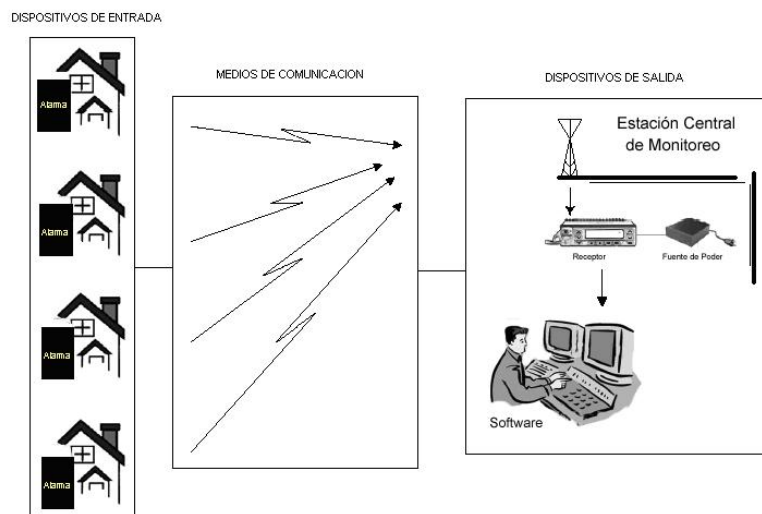 DISPOSITIVOS DE ENTRADA
Alarma
Alarma
Alarma
Alarma
MEDIOS DE COMUNICACION
DISPOSITIVOS DE SALIDA
Estación Central
de Monitoreo
Receptor
Fuente de Poder
Software